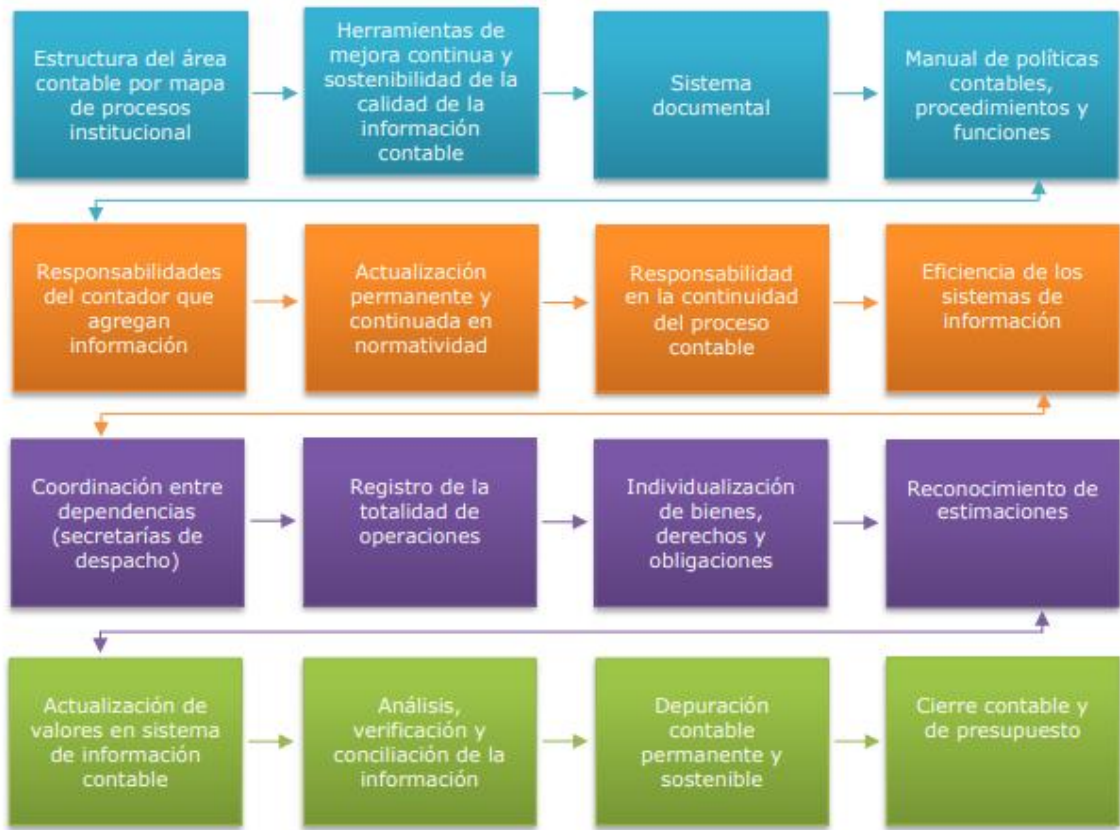 Estructura del área
contable por mapa
de procesos
institucional
Herramientas de
mejora continua y
sostenibilidad de la
calidad de la
información
contable
Sistema
documental
Manual de políticas
contables,
procedimientos y
funciones
Responsabilidades
del contador que
agregan
información
Actualización
permanente y
continuada en
normatividad
Responsabilidad
en la continuidad
del proceso
contable
Eficiencia de los
sistemas de
información
Coordinación entre
dependencias
(secretarías de
despacho)
Registro de la
totalidad de
operaciones
Individualización
de bienes,
derechos y
obligaciones
Reconocimiento de
estimaciones
Actualización de
valores en sistema
de información
contable
Análisis,
verificación y
conciliación de la
información
Depuración
contable
permanente y
sostenible
Cierre contable y
de presupuesto